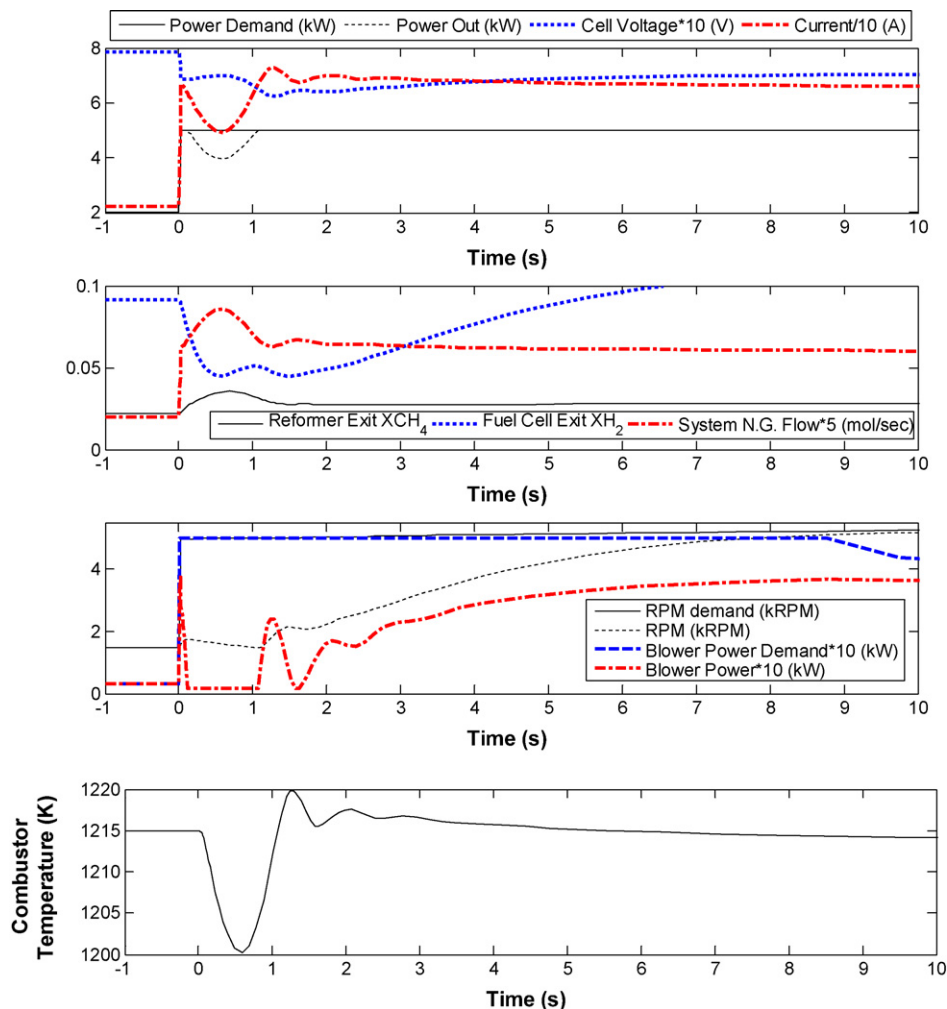 Power Demand (kW) Power Out (kW) Cell Voltage*10 (V) Current/10 (A)
8
6
4
2
-1 0 1 2 3 4 5 6 7 8 9 10
Time (s)
0.1
0.05
0
Reformer Exit XCH4 Fuel Cell Exit XH2 System N.G. Flow*5 (mol/sec)
-1 0 1 2 3 4 5 6 7 8 9 10
Time (s)
4
2
0
RPM demand (kRPM)
RPM (kRPM)
Blower Power Demand*10 (kW)
Blower Power*10 (kW)
-1 0 1 2 3 4 5 6 7 8 9 10
Time (s)
Combustor
Temperature (K)
1220
1215
1210
1205
1200
-1 0 1 2 3 4 5 6 7 8 9 10
Time (s)